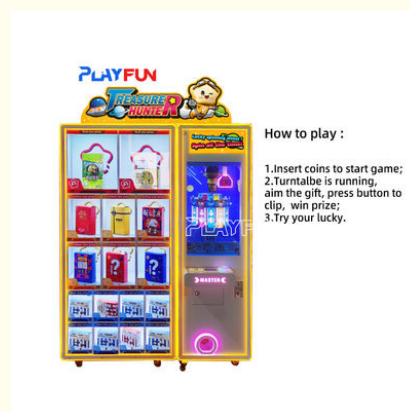 PLAYFUN
TREASURE
HUNTER
How to play :
1.Insert coins to start game;
2.Turntalbe is running,
aim the gift, press button to
clip, win prize;
3.Try your lucky.
PLAYFU
MASTER
?
?